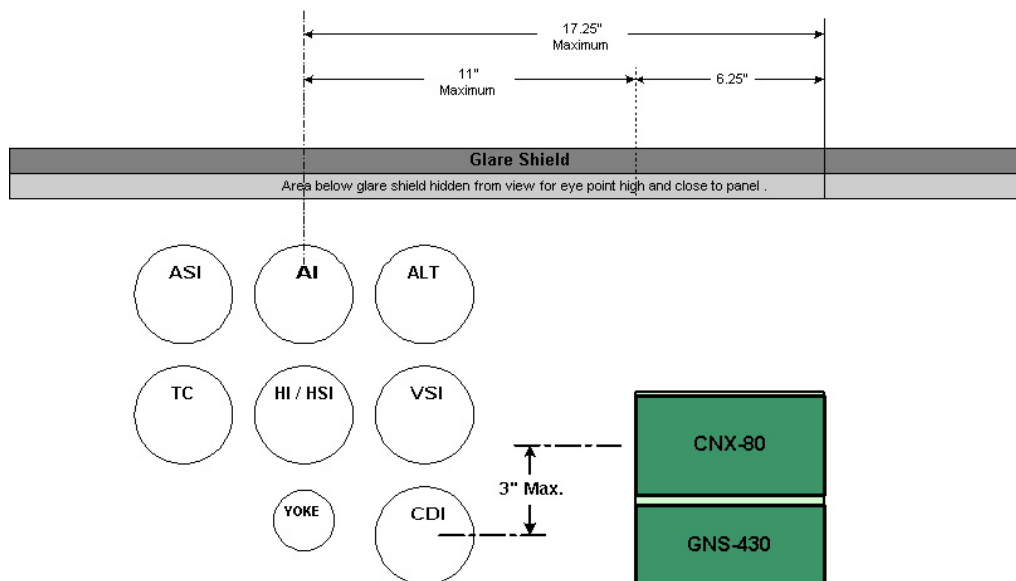 17.25"
Maximum
11"
Maximum
6.25"
Glare Shield
Area below glare shield hidden from view for eye point high and close to panel .
ASI
AI
ALT
TC
HI / HSI
VSI
CNX-80
3" Max.
YOKE
CDI
GNS-430